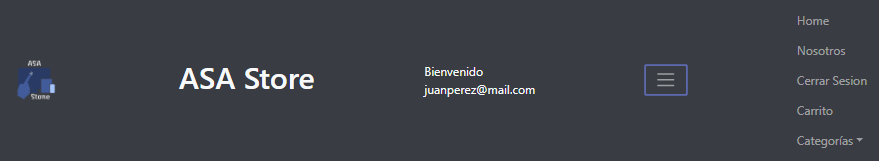 ASA
Store
ASA Store
Bienvenido
juanperez@mail.com
Home
Nosotros
Cerrar Sesion
Carrito
Categorías